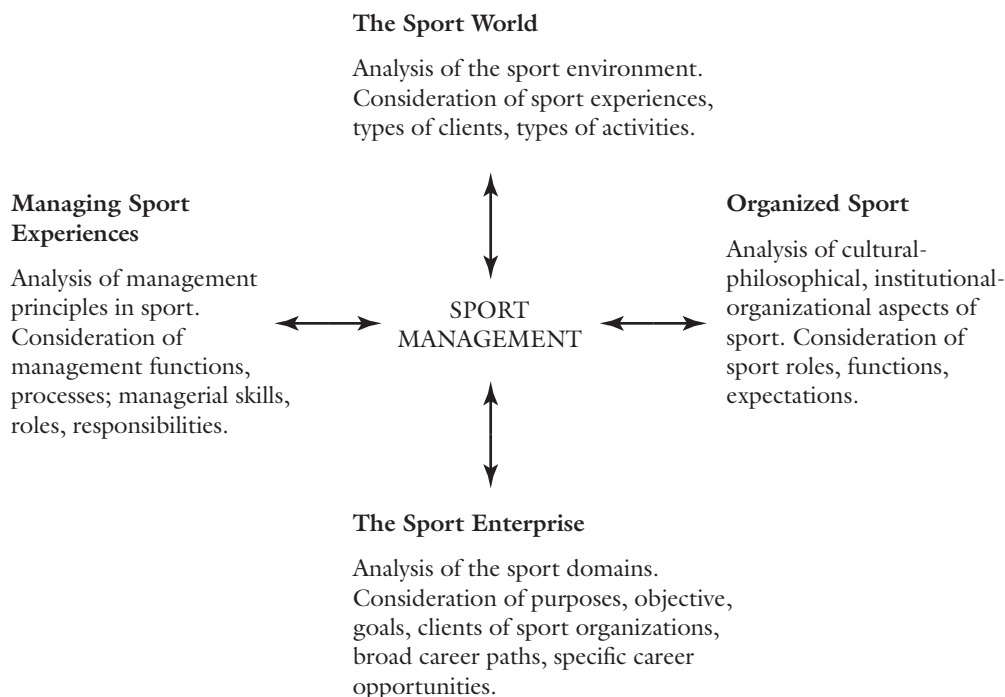 The Sport World
Analysis of the sport environment.
Consideration of sport experiences,
types of clients, types of activities.
Managing Sport
Experiences
Analysis of management
principles in sport.
Consideration of
management functions,
processes; managerial skills,
roles, responsibilities.
SPORT
MANAGEMENT
Organized Sport
Analysis of cultural-
philosophical, institutional-
organizational aspects of
sport. Consideration of
sport roles, functions,
expectations.
The Sport Enterprise
Analysis of the sport domains.
Consideration of purposes, objective,
goals, clients of sport organizations,
broad career paths, specific career
opportunities.